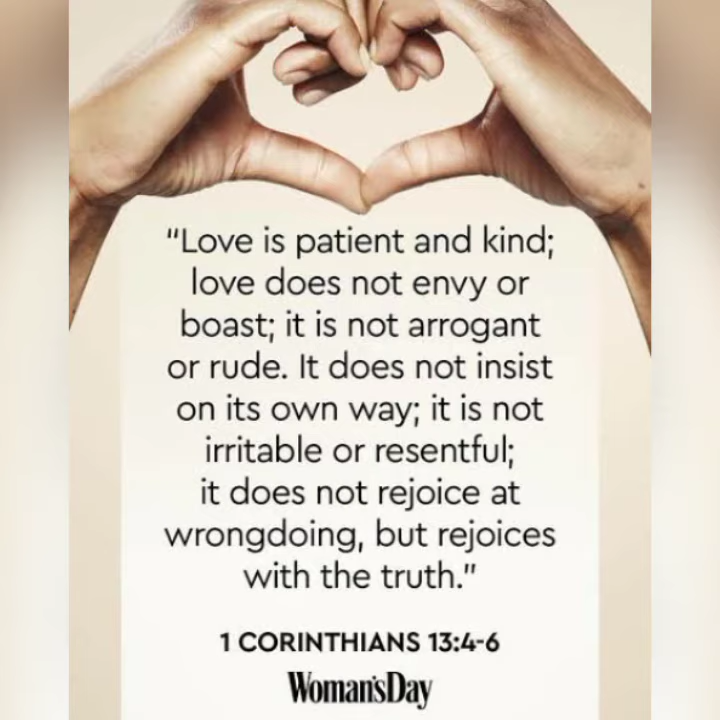 "Love is patient and kind;
love does not envy or
boast; it is not arrogant
or rude. It does not insist
on its own way; it is not
irritable or resentful;
it does not rejoice at
wrongdoing, but rejoices
with the truth."
1 CORINTHIANS 13:4-6
Woman'sDay